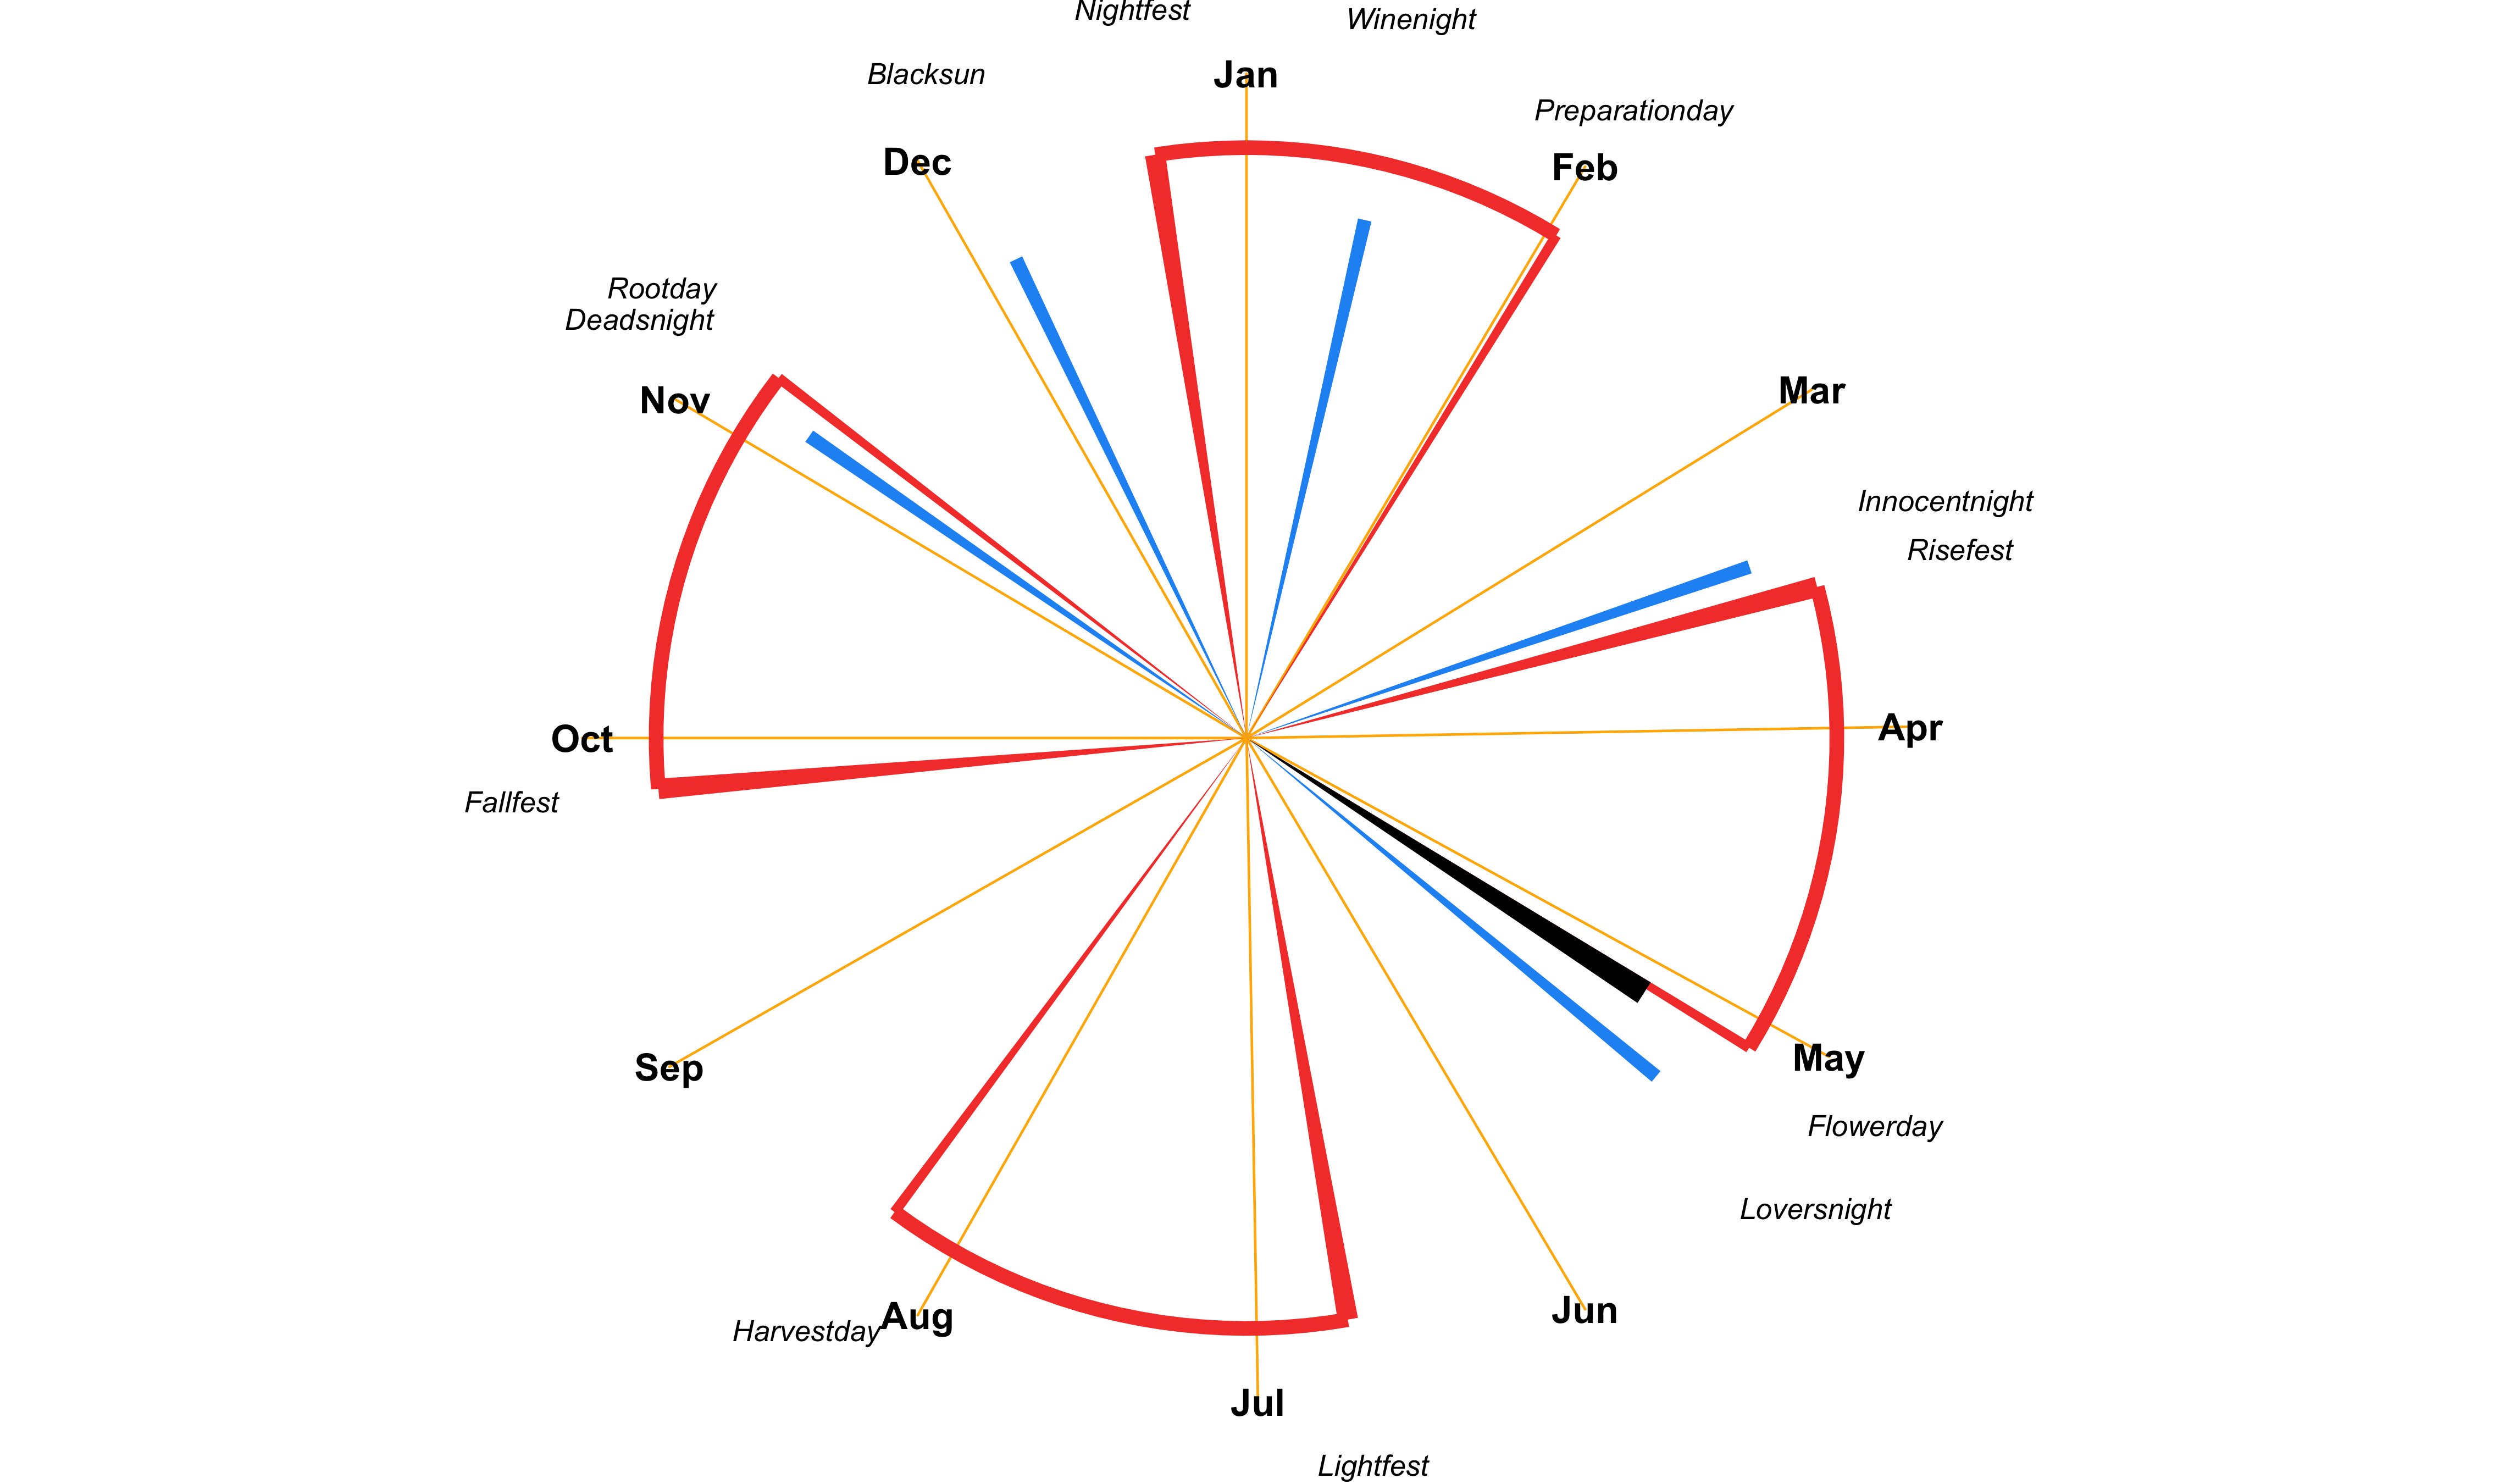 Nightfest
Winenight
Blacksun
Jan
Preparationday
Dec
Feb
Rootday
Deadsnight
Nov
Mar
Innocentnight
Risefest
Oct
Apr
Fallfest
Sep
May
Flowerday
Loversnight
Harvestday
Aug
Jun
Jul
Lightfest